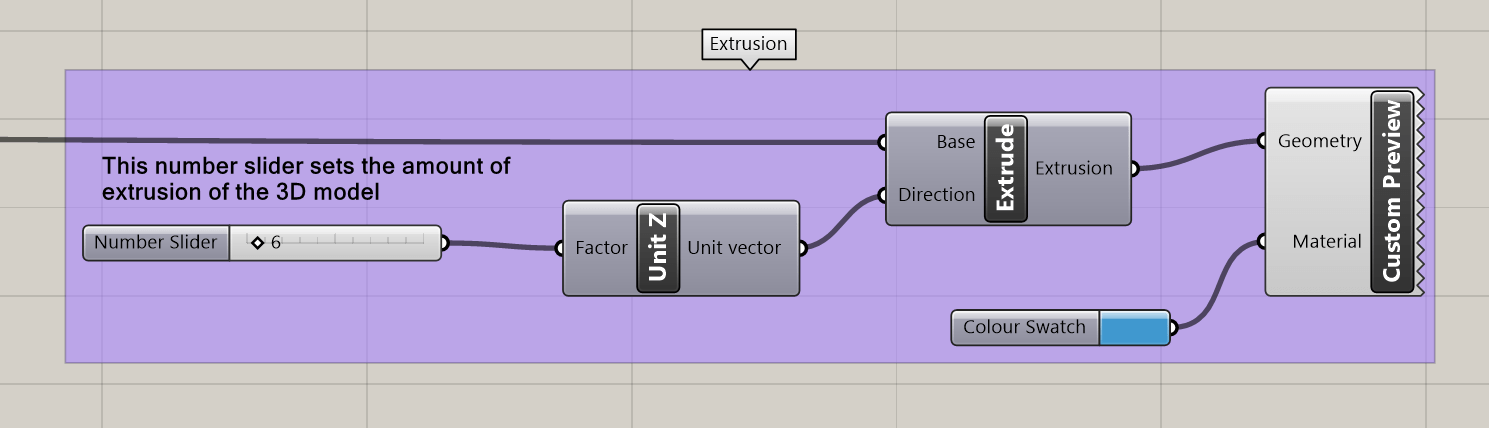 Extrusion
This number slider sets the amount of
extrusion of the 3D model
Number Slider 6
Factor Unit Z Unit vector
Base
Direction
Extrude
Extrusion
Geometry
Material
Custom Preview
Colour Swatch